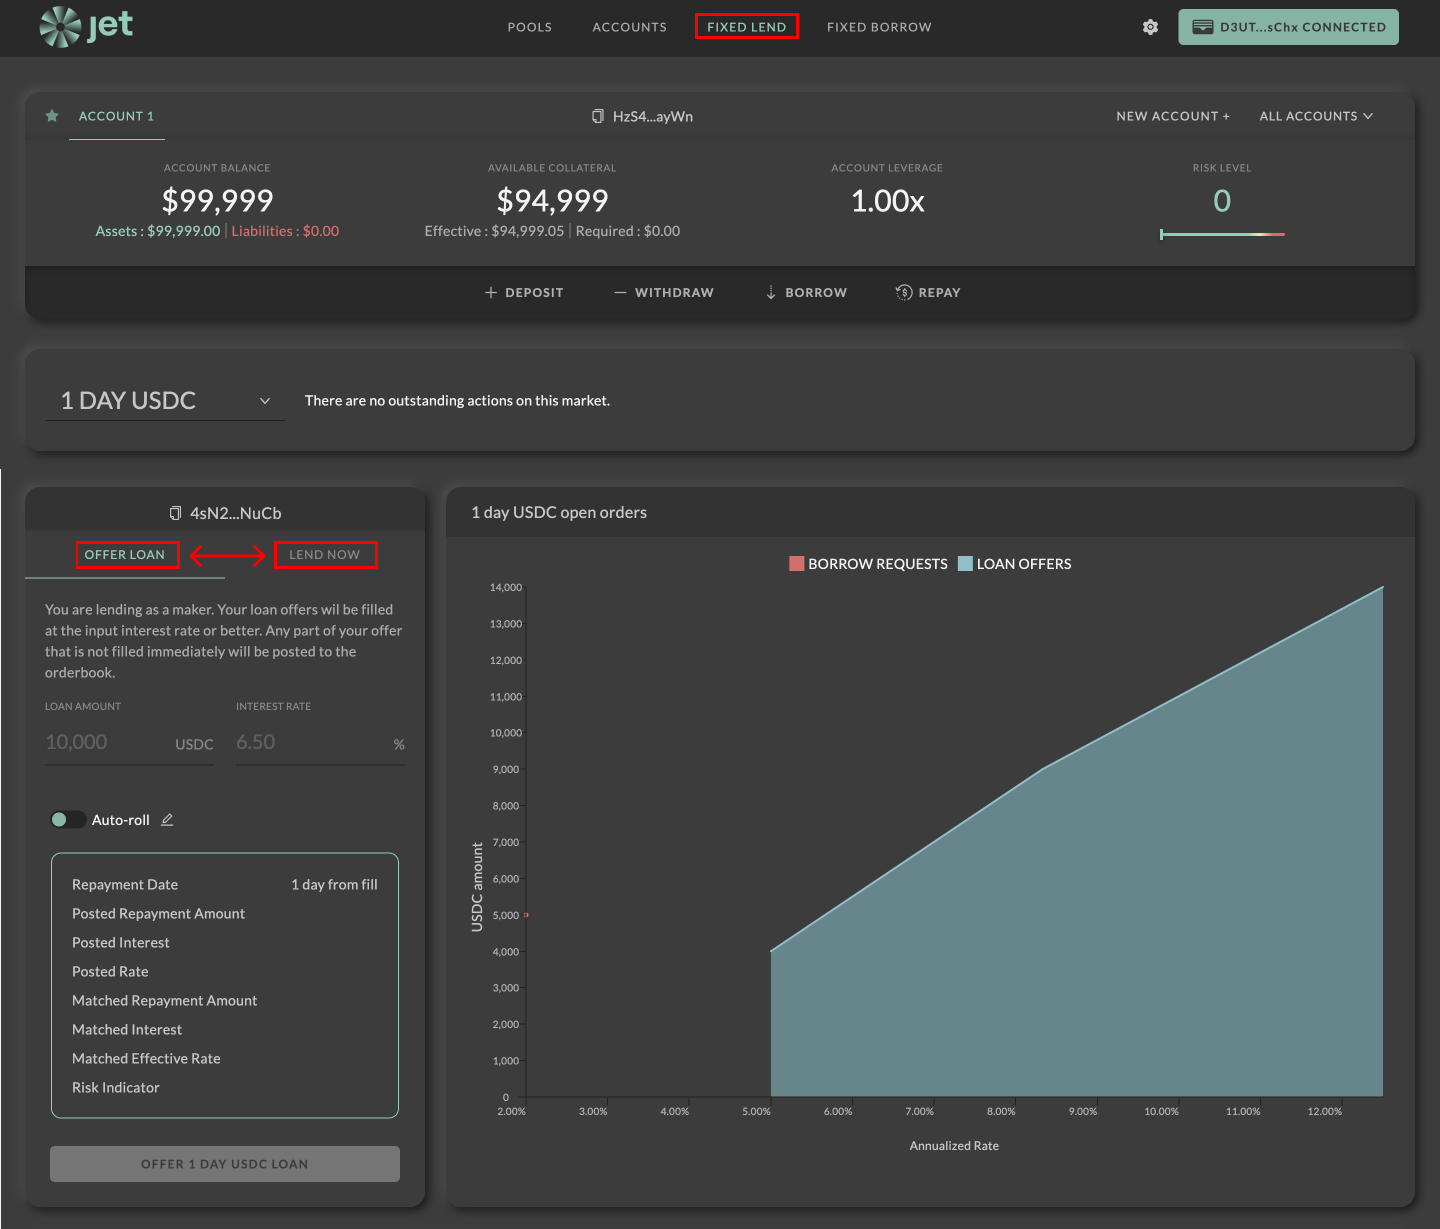 jet
POOLS ACCOUNTS FIXED LEND FIXED BORROW D3UT...sChx CONNECTED
ACCOUNT 1 HzS4...ayWn NEW ACCOUNT + ALL ACCOUNTS
ACCOUNT BALANCE AVAILABLE COLLATERAL ACCOUNT LEVERAGE RISK LEVEL
$99,999 $94,999 1.00x 0
Assets : $99,999.00 | Liabilities : $0.00 Effective : $94,999.05 | Required : $0.00
DEPOSIT WITHDRAW BORROW REPAY
1 DAY USDC There are no outstanding actions on this market.
4sN2...NuCb
OFFER LOAN LEND NOW
You are lending as a maker. Your loan offers wil be filled
at the input interest rate or better. Any part of your offer
that is not filled immediately will be posted to the
orderbook.
LOAN AMOUNT INTEREST RATE
10,000 USDC 6.50 %
Auto-roll
Repayment Date 1 day from fill
Posted Repayment Amount
Posted Interest
Posted Rate
Matched Repayment Amount
Matched Interest
Matched Effective Rate
Risk Indicator
OFFER 1 DAY USDC LOAN
1 day USDC open orders
BORROW REQUESTS LOAN OFFERS
14,000
13,000
12,000
11,000
10,000
9,000
8,000
7,000
6,000
5,000
4,000
3,000
2,000
1,000
0
USDC amount
2.00% 3.00% 4.00% 5.00% 6.00% 7.00% 8.00% 9.00% 10.00% 11.00% 12.00%
Annualized Rate